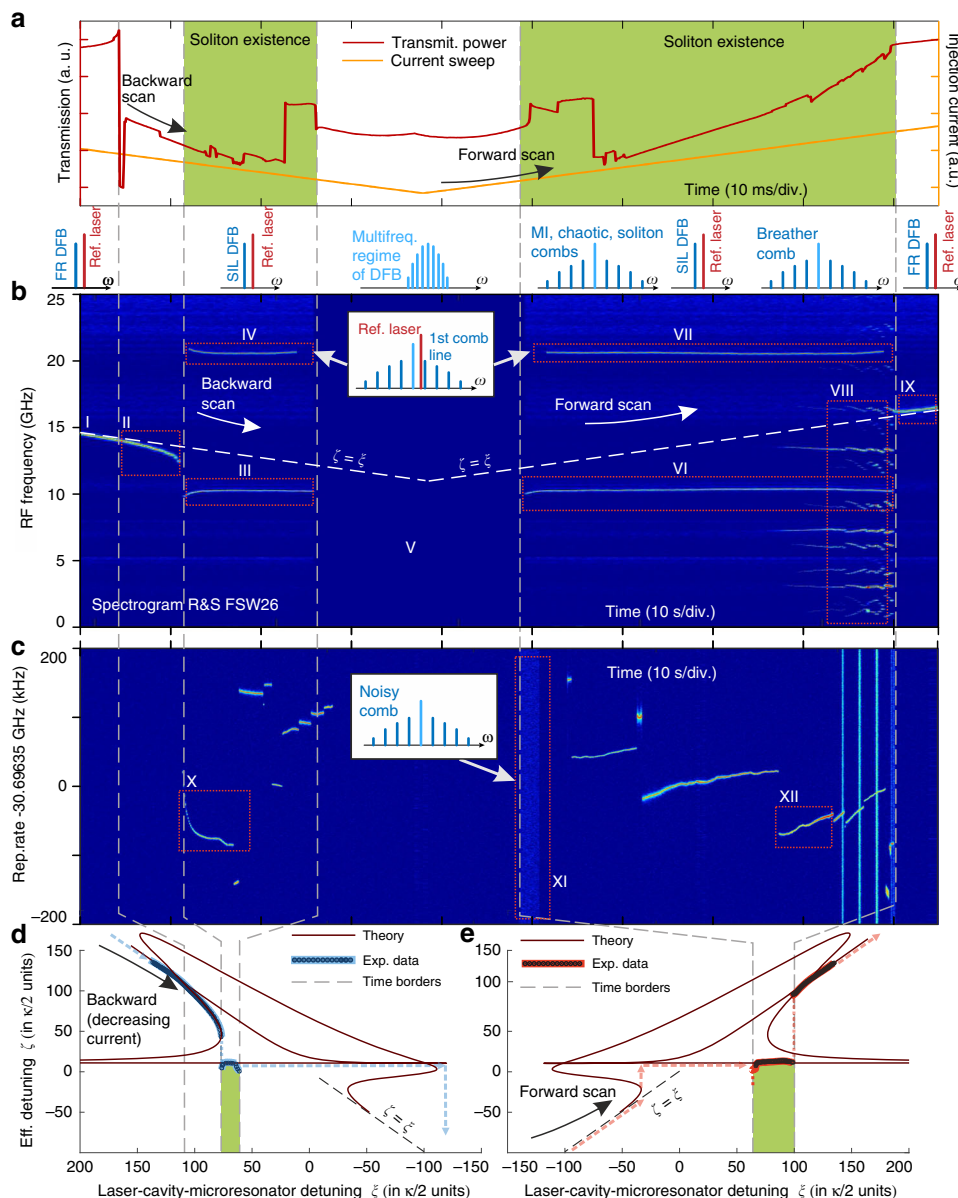 a
Soliton existence
Transmit. power
Current sweep
Soliton existence
Backward
scan
Forward scan
Time (10 ms/div.)
Transmission (a. u.)
Injection current
(a.u.)
FR DFB
Ref. laser
ω
SIL DFB
Ref. laser
ω
Multifreq.
regime
of DFB
ω
MI, chaotic, soliton
combs
ω
SIL DFB
Ref. laser
ω
Breather
comb
ω
FR DFB
Ref. laser
ω
b
25
20
15
10
5
0
RF frequency (GHz)
I
II
III
IV
V
VI
VII
VIII
IX
Ref. laser
1st comb
line
ω
Backward
scan
Forward scan
ζ = ξ
ζ = ξ
Spectrogram R&S FSW26
Time (10 s/div.)
c
200
0
−200
Rep.rate -30.69635 GHz (kHz)
Time (10 s/div.)
Noisy
comb
ω
X
XI
XII
d
Theory
Exp. data
Time borders
Backward
(decreasing
current)
ζ = ξ
150
100
50
0
−50
Eff. detuning ζ (in κ/2 units)
200
150
100
50
0
−50
−100
−150
Laser-cavity-microresonator detuning ξ (in κ/2 units)
e
Theory
Exp. data
Time borders
Forward scan
ζ = ξ
150
100
50
0
−50
−150
−100
−50
0
50
100
150
200
Laser-cavity-microresonator detuning ξ (in κ/2 units)